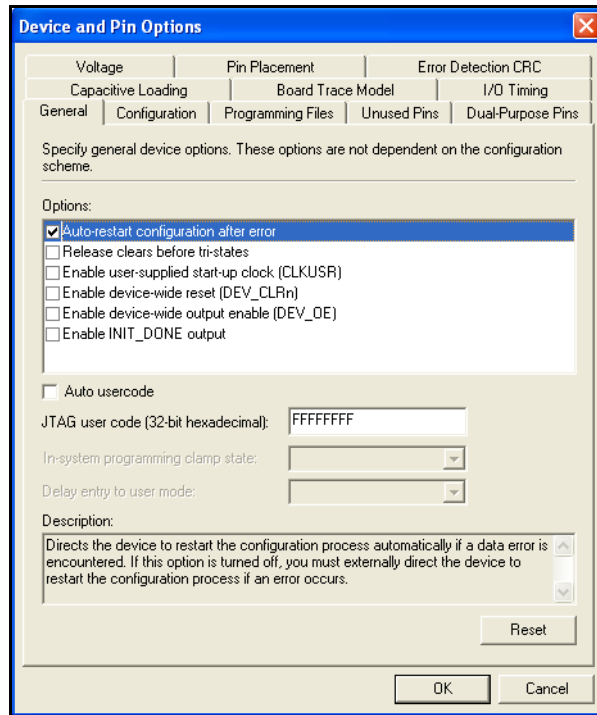 Device and Pin Options
Voltage
Pin Placement
Error Detection CRC
Capacitive Loading
Board Trace Model
I/O Timing
General
Configuration
Programming Files
Unused Pins
Dual-Purpose Pins
Specify general device options. These options are not dependent on the configuration
scheme.
Options:
Auto-restart configuration after error
Release clears before tri-states
Enable user-supplied start-up clock (CLKUSR)
Enable device-wide reset (DEV_CLRn)
Enable device-wide output enable (DEV_OE)
Enable INIT_DONE output
Auto usercode
JTAG user code (32-bit hexadecimal):
FFFFFFFF
In-system programming clamp state:
Delay entry to user mode:
Description:
Directs the device to restart the configuration process automatically if a data error is
encountered. If this option is turned off, you must externally direct the device to
restart the configuration process if an error occurs.
Reset
OK
Cancel